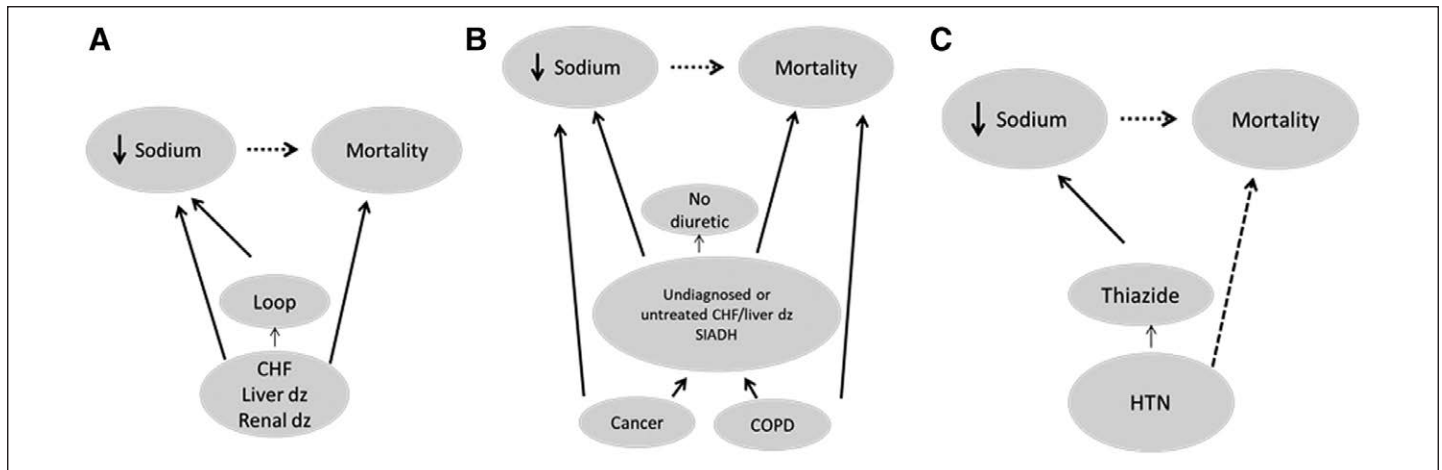 A
↓ Sodium
Mortality
Loop
CHF
Liver dz
Renal dz
B
↓ Sodium
Mortality
No
diuretic
Undiagnosed or
untreated CHF/liver dz
SIADH
Cancer
COPD
C
↓ Sodium
Mortality
Thiazide
HTN